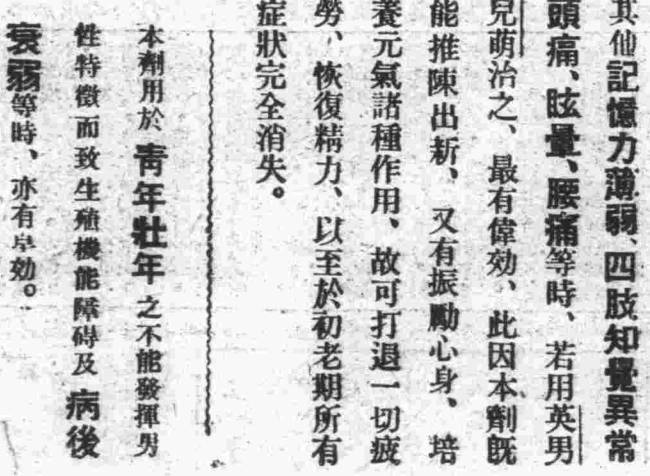 其他記憶力薄弱、四肢知覺異常
頭痛、眩暈、腰痛等時、若用英男
兒萌治之、最有偉効、此因本劑既
能推陳出新、又有振勵心身、培
養元氣諸種作用、故可打退一切疲
勞、恢復精力、以至於初老期所有
症狀完全消失。
本劑用於青年壯年之不能發揮男
性特徵而致生殖機能障碍及病後
衰弱等時、亦有卓効。